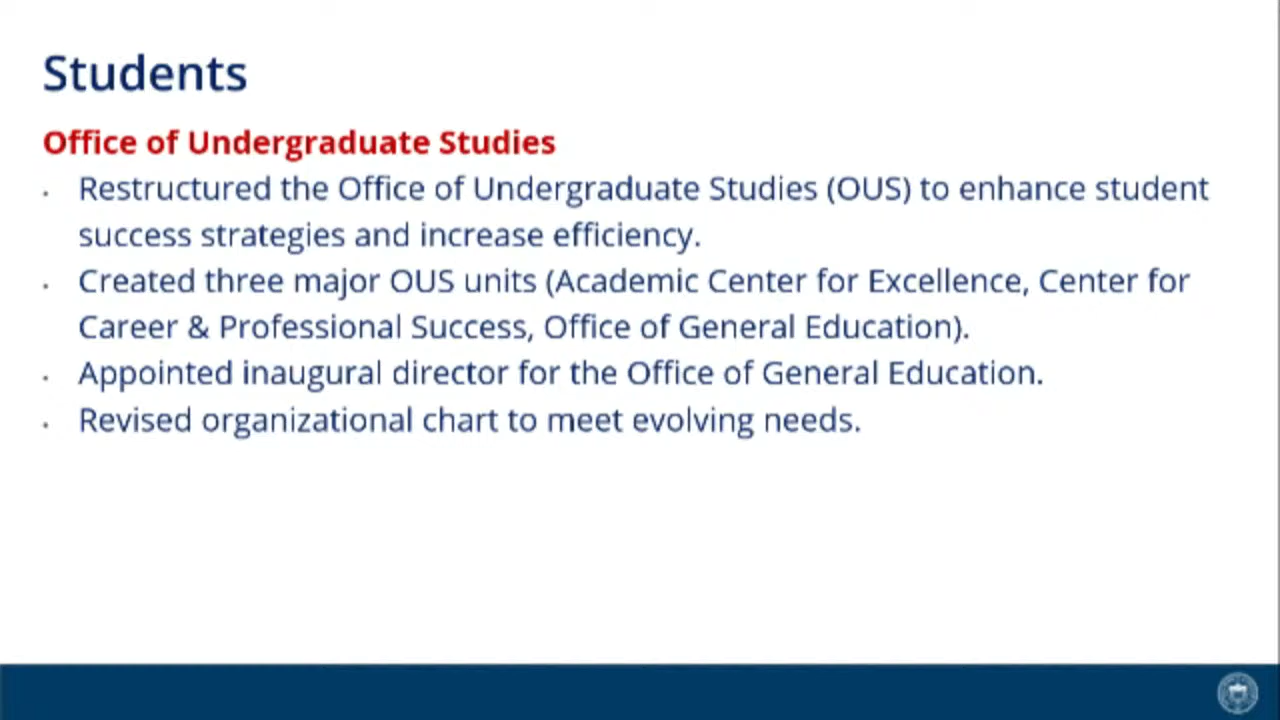 Students
Office of Undergraduate Studies
· Restructured the Office of Undergraduate Studies (OUS) to enhance student
success strategies and increase efficiency.
· Created three major OUS units (Academic Center for Excellence, Center for
Career & Professional Success, Office of General Education).
· Appointed inaugural director for the Office of General Education.
· Revised organizational chart to meet evolving needs.